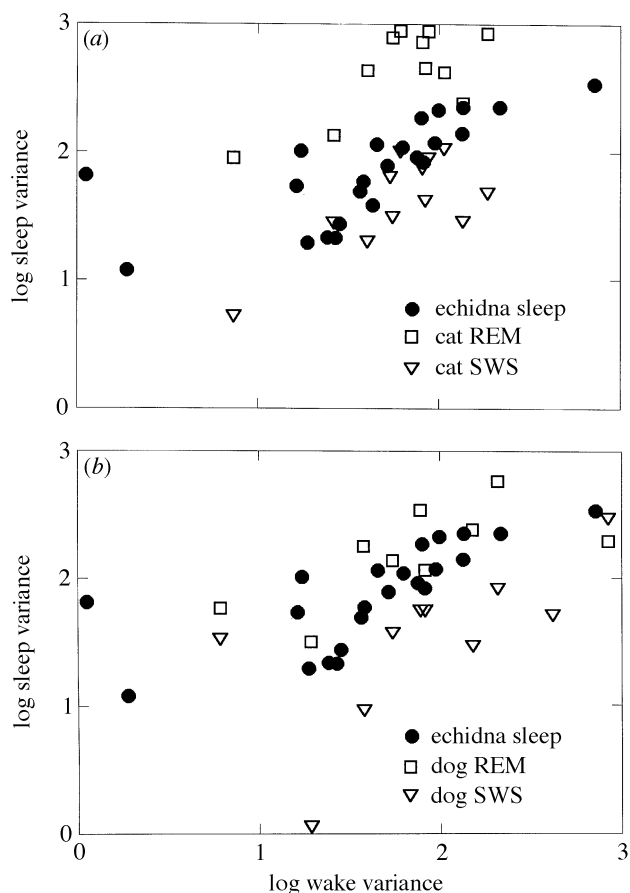 3
(a)
2
log sleep variance
1
echidna sleep
cat REM
cat SWS
0
3
(b)
2
log sleep variance
1
echidna sleep
dog REM
dog SWS
0
0 1 2 3
log wake variance